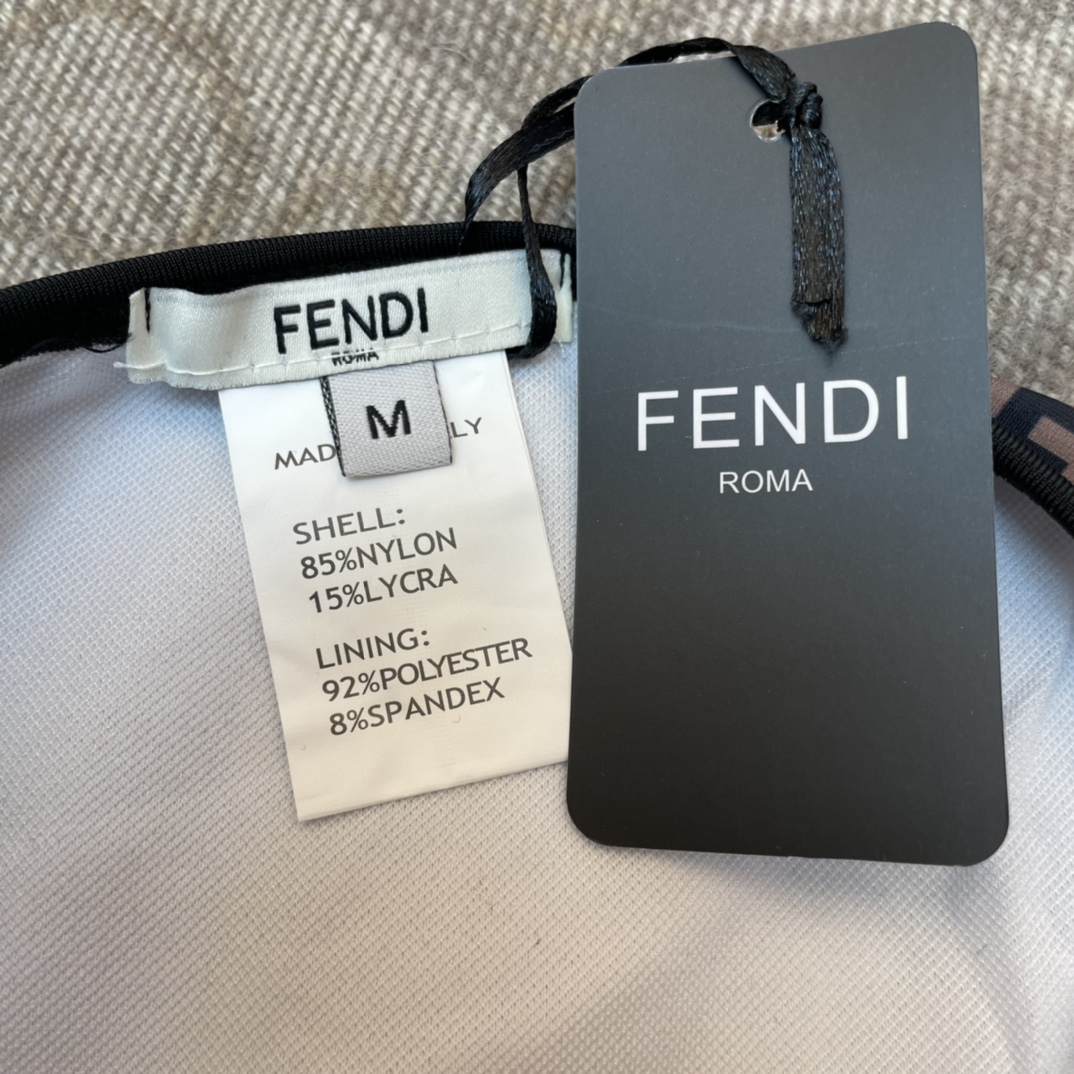 FENDI
ROMA
M
MAD LY
SHELL:
85%NYLON
15%LYCRA
LINING:
92%POLYESTER
8%SPANDEX
FENDI
ROMA